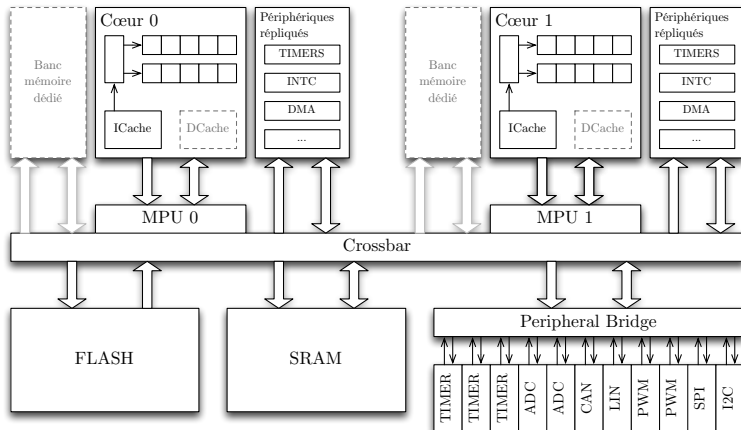 Banc
mémoire
dédié
Cœur 0
ICache
DCache
Périphériques
répliqués
TIMERS
INTC
DMA
...
Banc
mémoire
dédié
Cœur 1
ICache
DCache
Périphériques
répliqués
TIMERS
INTC
DMA
...
MPU 0
MPU 1
Crossbar
FLASH
SRAM
Peripheral Bridge
TIMER
TIMER
TIMER
ADC
ADC
CAN
LIN
PWM
PWM
SPI
I2C